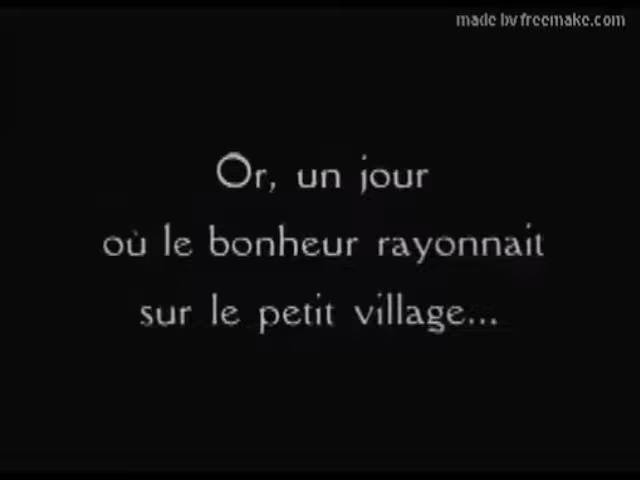 made by freemake.com
Or, un jour
où le bonheur rayonnait
sur le petit village...